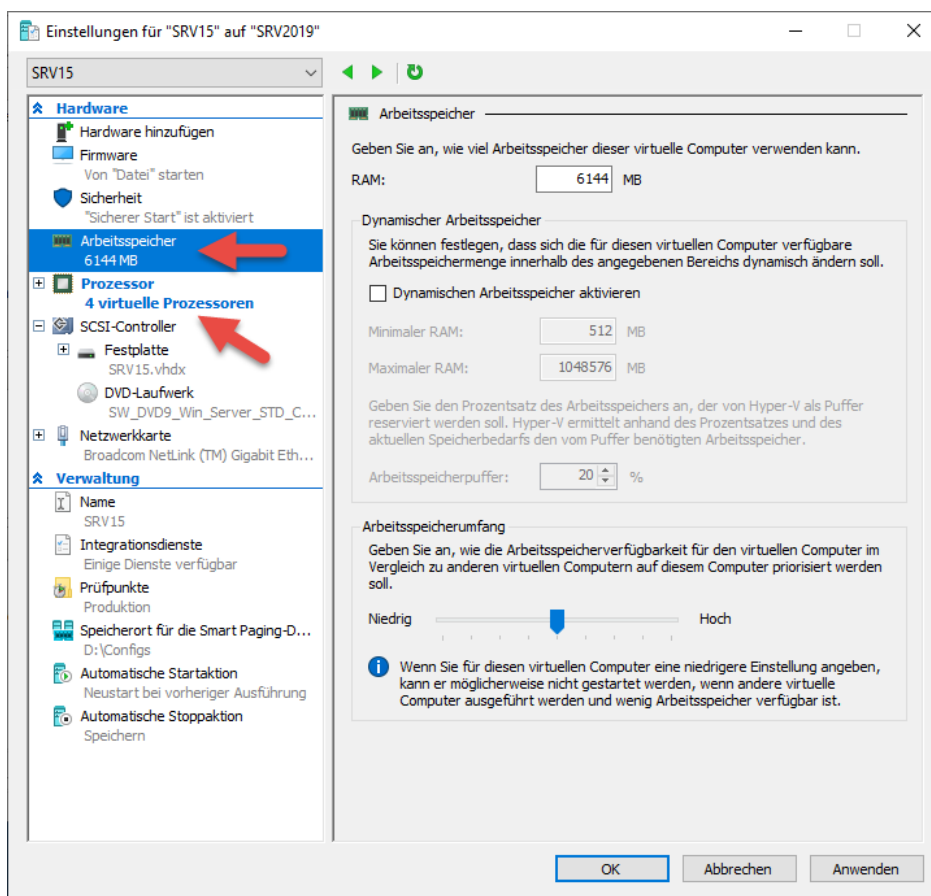 Einstellungen für "SRV15" auf "SRV2019"
SRV15
Hardware
Hardware hinzufügen
Firmware
Von "Datei" starten
Sicherheit
"Sicherer Start" ist aktiviert
Arbeitsspeicher
6144 MB
Prozessor
4 virtuelle Prozessoren
SCSI-Controller
Festplatte
SRV15.vhdx
DVD-Laufwerk
SW_DVD9_Win_Server_STD_C...
Netzwerkkarte
Broadcom NetLink (TM) Gigabit Eth...
Verwaltung
Name
SRV15
Integrationsdienste
Einige Dienste verfügbar
Prüfpunkte
Produktion
Speicherort für die Smart Paging-D...
D:\Configs
Automatische Startaktion
Neustart bei vorheriger Ausführung
Automatische Stoppaktion
Speichern
Arbeitsspeicher
Geben Sie an, wie viel Arbeitsspeicher dieser virtuelle Computer verwenden kann.
RAM: 6144 MB
Dynamischer Arbeitsspeicher
Sie können festlegen, dass sich die für diesen virtuellen Computer verfügbare
Arbeitsspeichermenge innerhalb des angegebenen Bereichs dynamisch ändern soll.
Dynamischen Arbeitsspeicher aktivieren
Minimaler RAM: 512 MB
Maximaler RAM: 1048576 MB
Geben Sie den Prozentsatz des Arbeitsspeichers an, der von Hyper-V als Puffer
reserviert werden soll. Hyper-V ermittelt anhand des Prozentsatzes und des
aktuellen Speicherbedarfs den vom Puffer benötigten Arbeitsspeicher.
Arbeitsspeicherpuffer: 20 %
Arbeitsspeicherumfang
Geben Sie an, wie die Arbeitsspeicherverfügbarkeit für den virtuellen Computer im
Vergleich zu anderen virtuellen Computern auf diesem Computer priorisiert werden
soll.
Niedrig Hoch
Wenn Sie für diesen virtuellen Computer eine niedrigere Einstellung angeben,
kann er möglicherweise nicht gestartet werden, wenn andere virtuelle
Computer ausgeführt werden und wenig Arbeitsspeicher verfügbar ist.
OK Abbrechen Anwenden